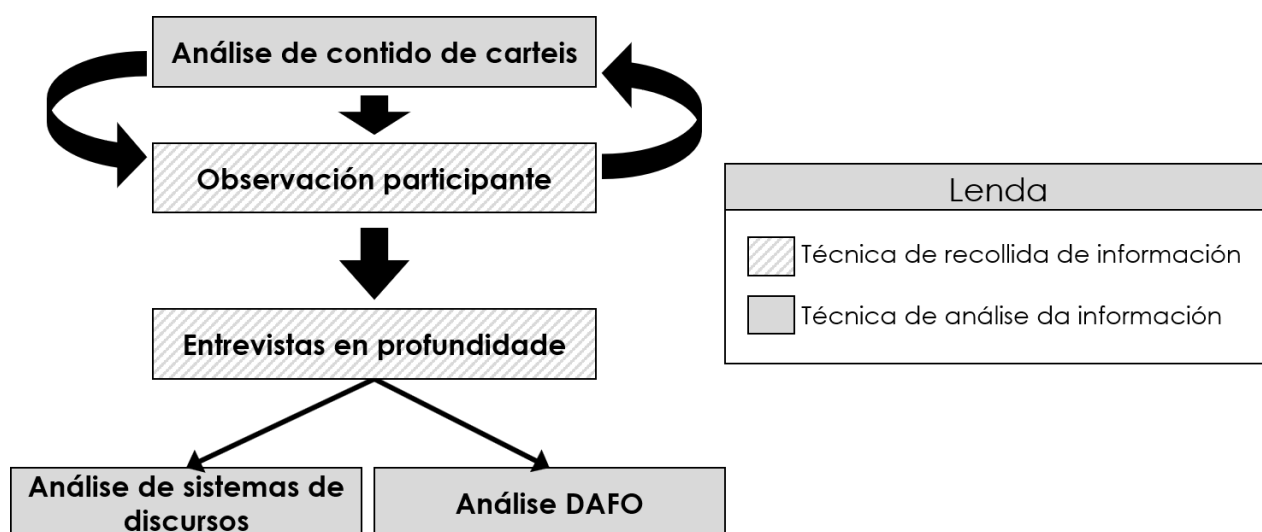 Análise de contido de carteis
Observación participante
Lenda
Técnica de recollida de información
Técnica de análise da información
Entrevistas en profundidade
Análise de sistemas de
discursos
Análise DAFO